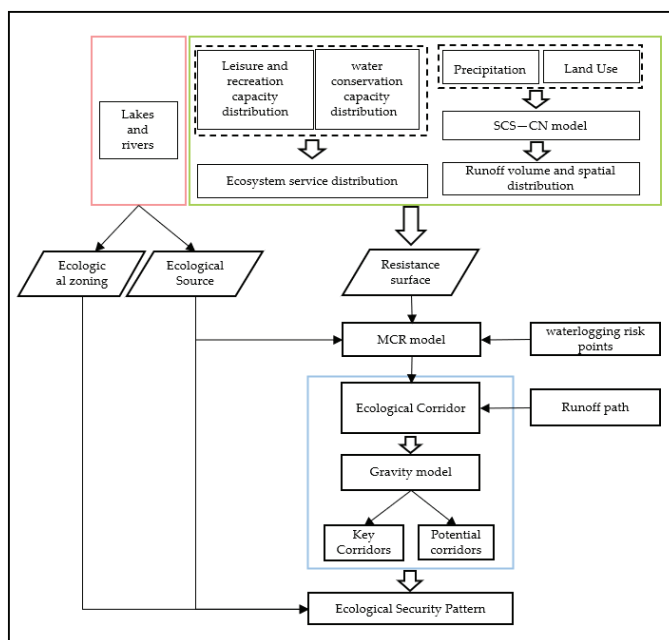 Lakes
and
rivers
Leisure and
recreation
capacity
distribution
water
conservation
capacity
distribution
Precipitation
Land Use
SCS—CN model
Ecosystem service distribution
Runoff volume and spatial
distribution
Ecologic
al zoning
Ecological
Source
Resistance
surface
MCR model
waterlogging risk
points
Ecological Corridor
Runoff path
Gravity model
Key
Corridors
Potential
corridors
Ecological Security Pattern